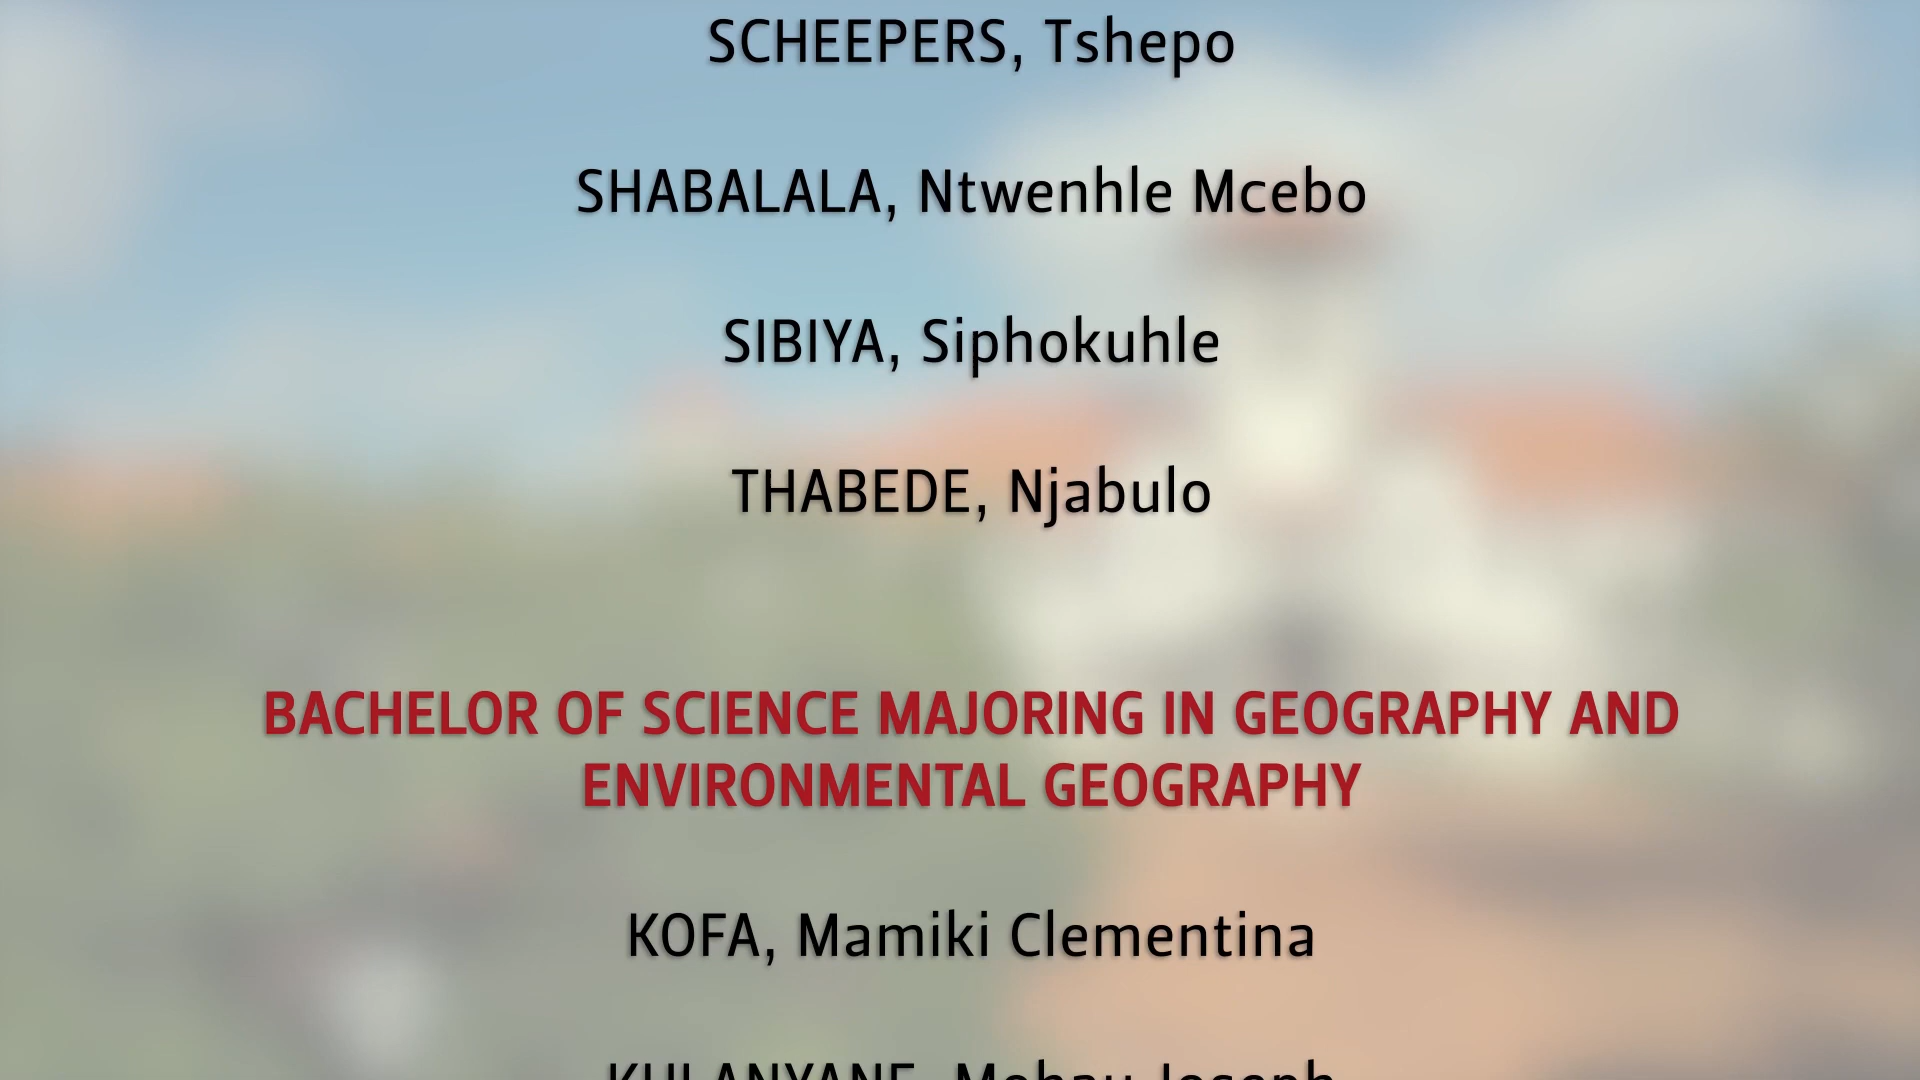 SCHEEPERS, Tshepo
SHABALALA, Ntwenhle Mcebo
SIBIYA, Siphokuhle
THABEDE, Njabulo
BACHELOR OF SCIENCE MAJORING IN GEOGRAPHY AND
ENVIRONMENTAL GEOGRAPHY
KOFA, Mamiki Clementina
Joseph